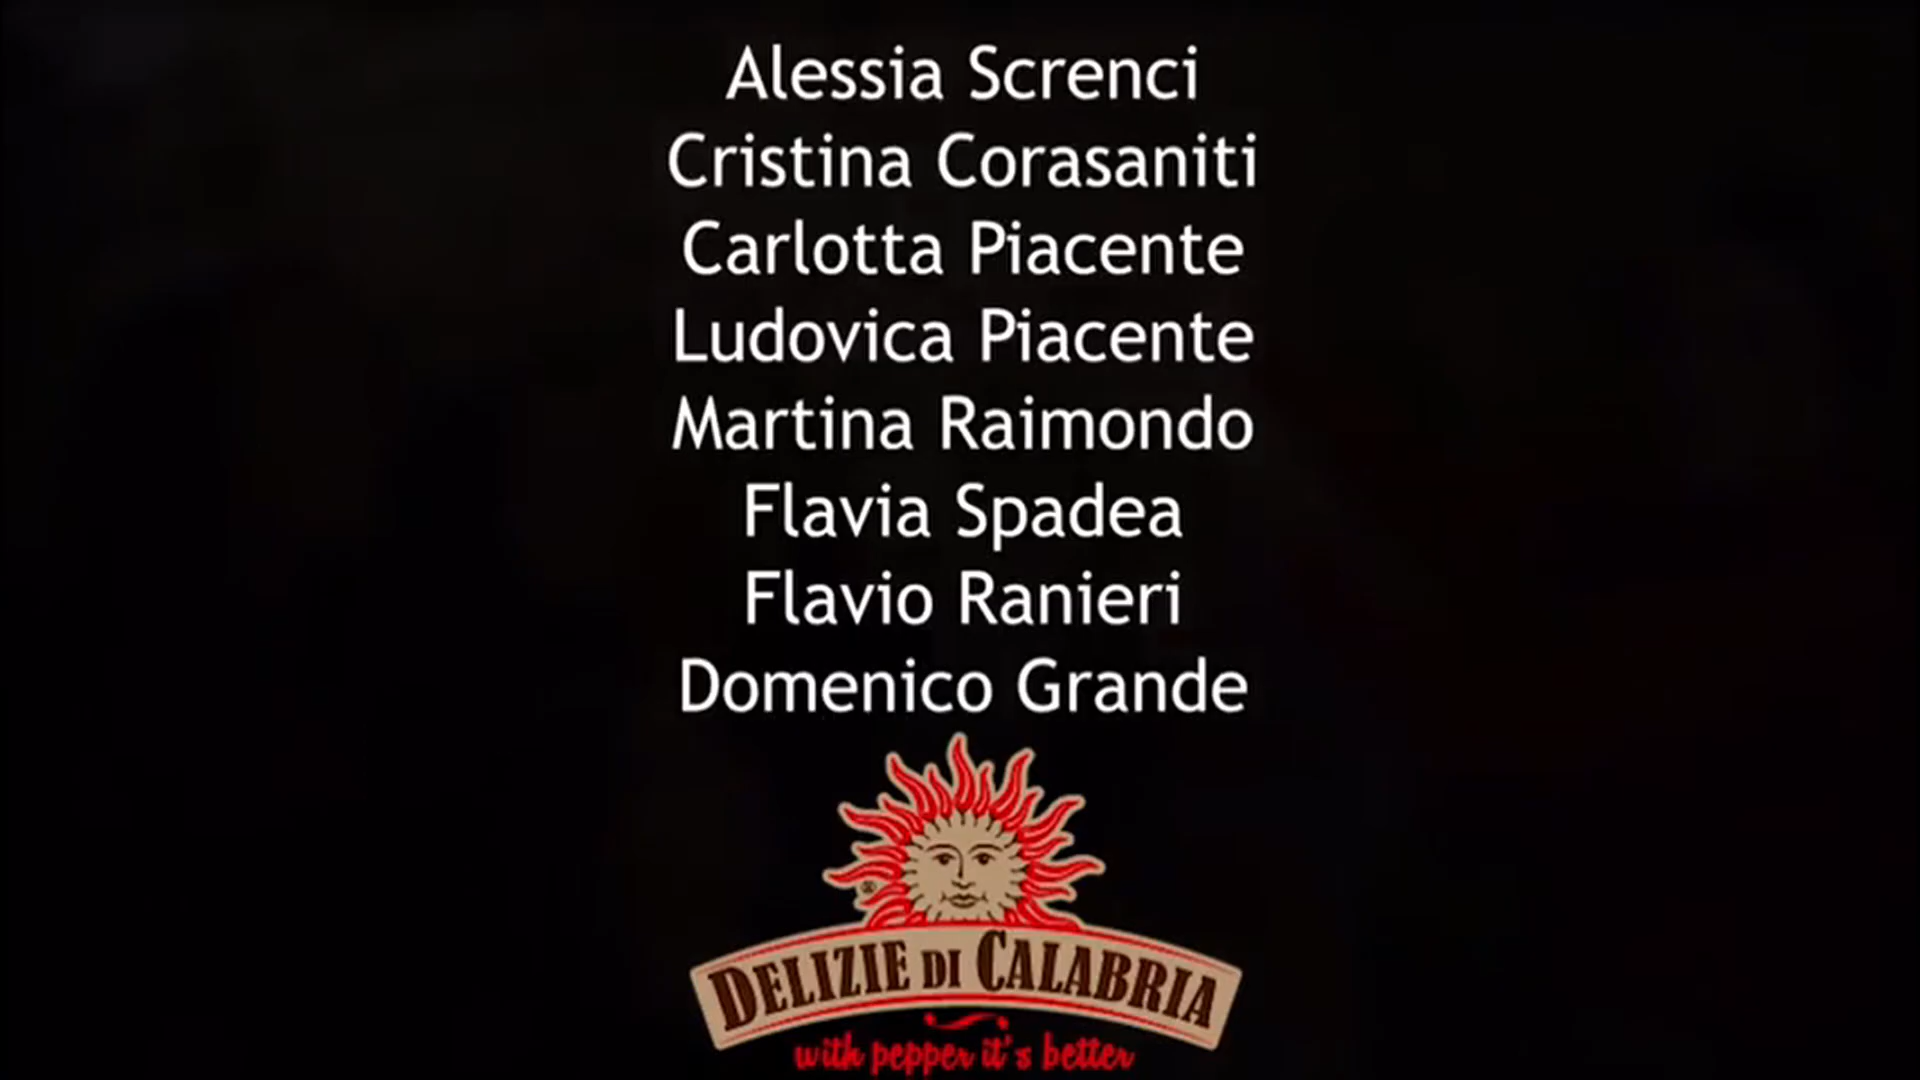 Alessia Screnci
Cristina Corasaniti
Carlotta Piacente
Ludovica Piacente
Martina Raimondo
Flavia Spadea
Flavio Ranieri
Domenico Grande
®
DELIZIE DI CALABRIA
with pepper it's better